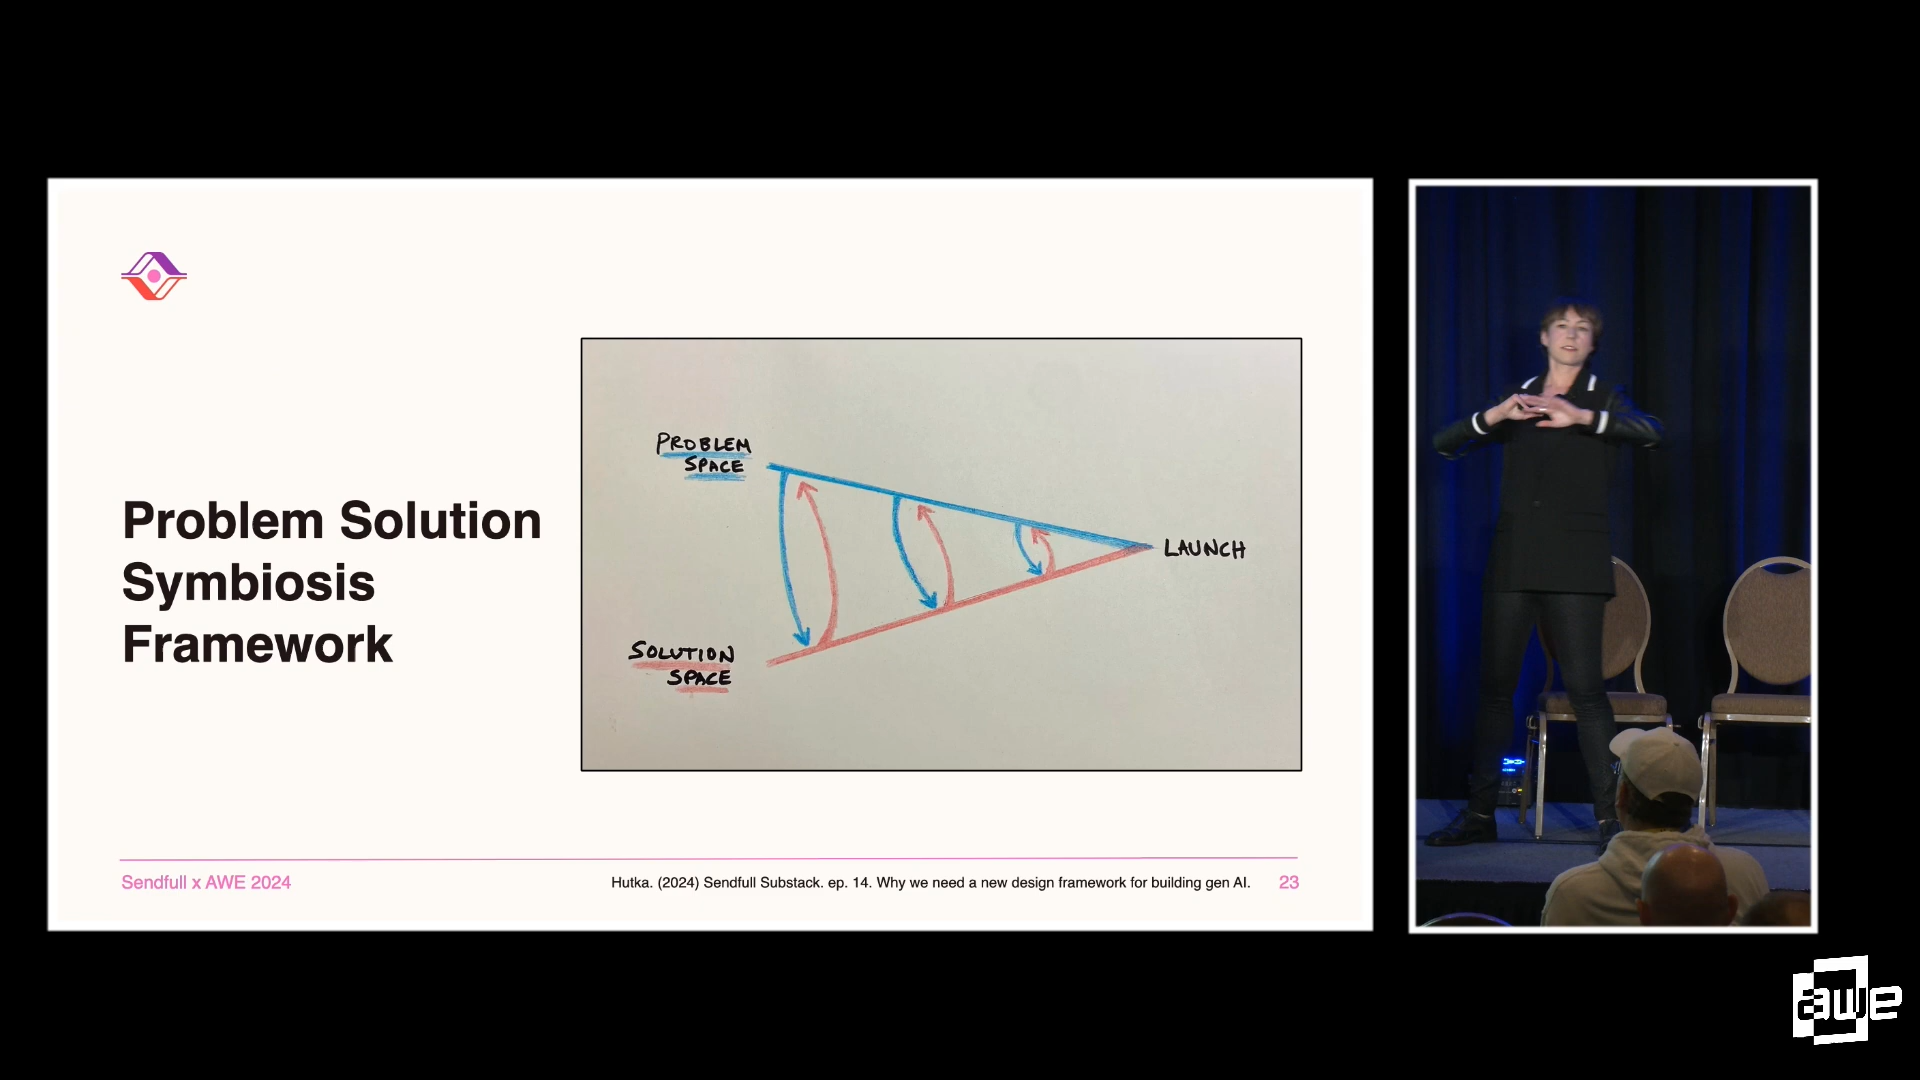 Problem Solution
Symbiosis
Framework
PROBLEM
SPACE
SOLUTION
SPACE
LAUNCH
Sendfull x AWE 2024
Hutka. (2024) Sendfull Substack. ep. 14. Why we need a new design framework for building gen AI.
23
awe